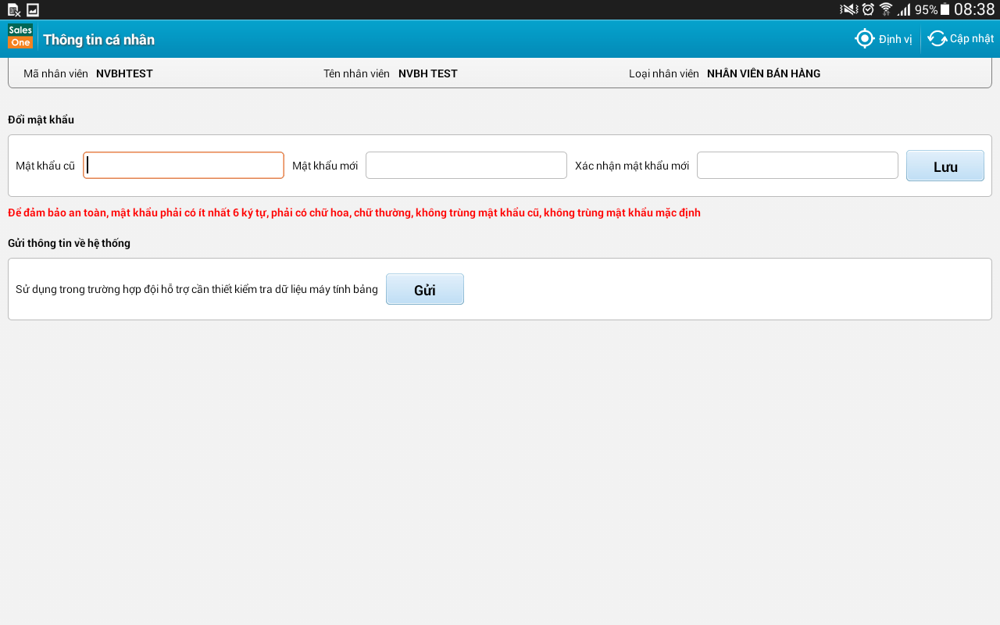 95% 08:38
Sales One Thông tin cá nhân Định vị Cập nhật
Mã nhân viên NVBHTEST Tên nhân viên NVBH TEST Loại nhân viên NHÂN VIÊN BÁN HÀNG
Đổi mật khẩu
Mật khẩu cũ Mật khẩu mới Xác nhận mật khẩu mới Lưu
Để đảm bảo an toàn, mật khẩu phải có ít nhất 6 ký tự, phải có chữ hoa, chữ thường, không trùng mật khẩu cũ, không trùng mật khẩu mặc định
Gửi thông tin về hệ thống
Sử dụng trong trường hợp đội hỗ trợ cần thiết kiểm tra dữ liệu máy tính bảng Gửi